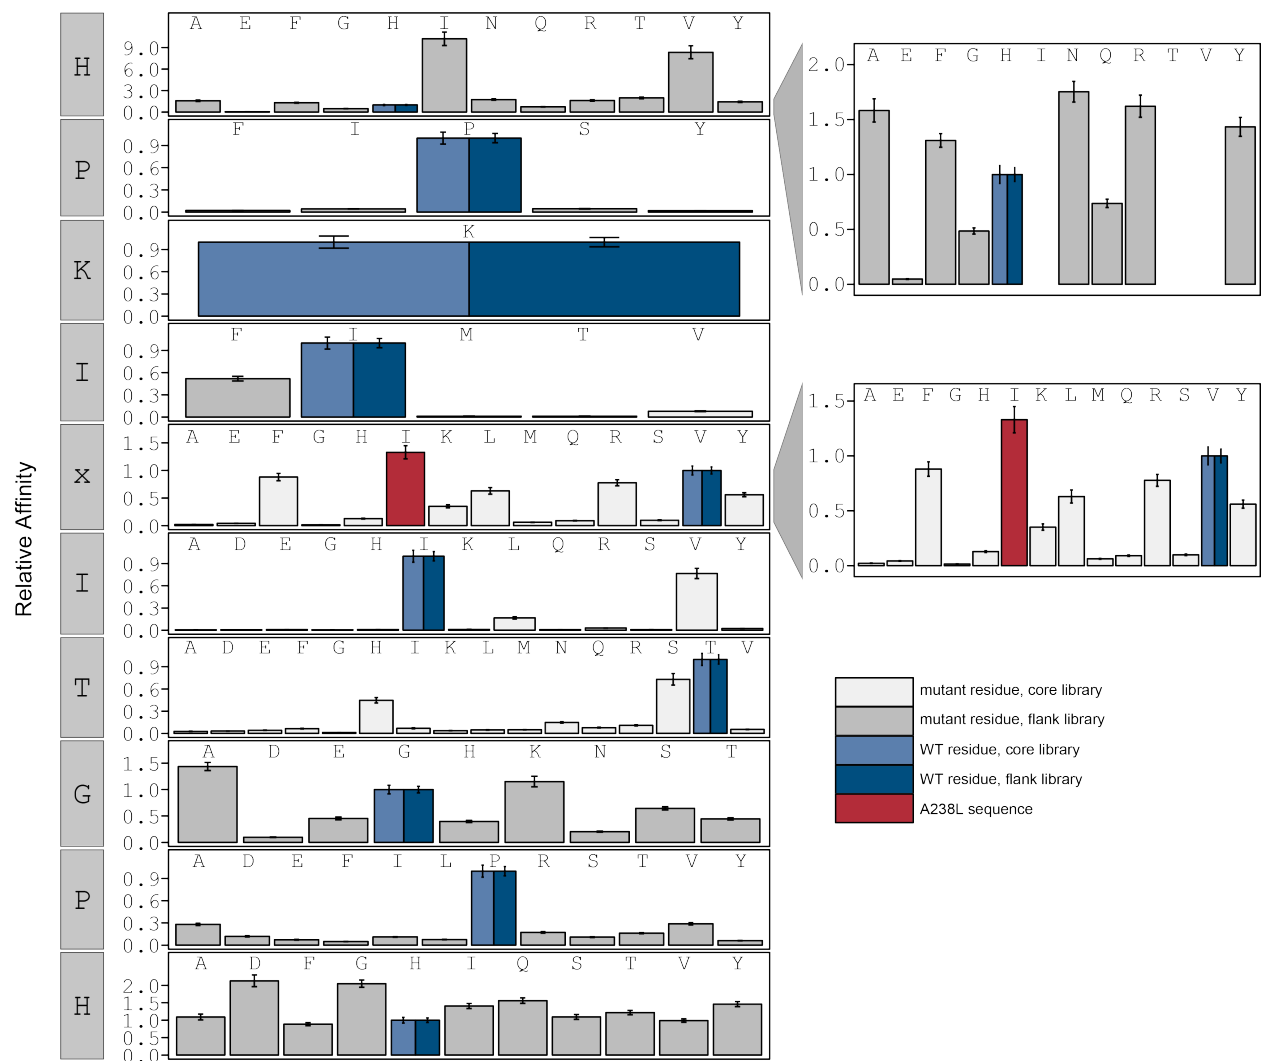 Relative Affinity
H
A E F G H I N Q R T V Y
9.0
6.0
3.0
0.0
P
F I P S Y
0.9
0.6
0.3
0.0
K
K
0.9
0.6
0.3
0.0
I
F I M T V
0.9
0.6
0.3
0.0
x
A E F G H I K L M Q R S V Y
1.5
1.0
0.5
0.0
I
A D E G H I K L Q R S V Y
0.9
0.6
0.3
0.0
T
A D E F G H I K L M N Q R S T V
0.9
0.6
0.3
0.0
G
A D E G H K N S T
1.5
1.0
0.5
0.0
P
A D E F I L P R S T V Y
0.9
0.6
0.3
0.0
H
A D F G H I Q S T V Y
2.0
1.5
1.0
0.5
0.0
A E F G H I N Q R T V Y
2.0
1.5
1.0
0.5
0.0
A E F G H I K L M Q R S V Y
1.5
1.0
0.5
0.0
mutant residue, core library
mutant residue, flank library
WT residue, core library
WT residue, flank library
A238L sequence